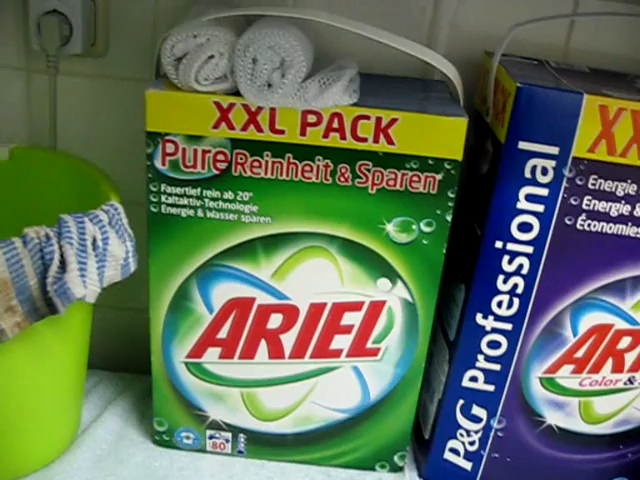 XXL PACK
Pure Reinheit & Sparen
Fasertief rein ab 20°
Kaltaktiv-Technologie
Energie & Wasser sparen
ARIEL
80
P&G Professional
XX
Energie
Energie &
Économies
ARI
Color &